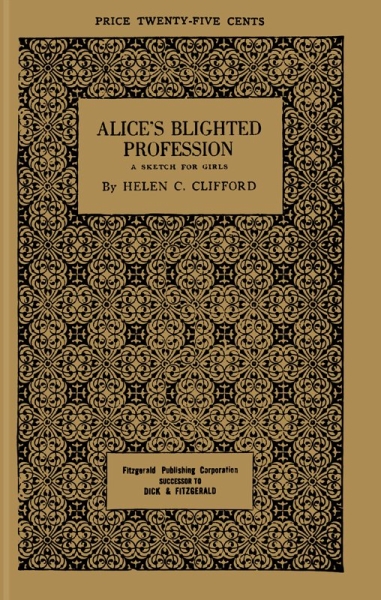 PRICE TWENTY-FIVE CENTS
ALICE'S BLIGHTED
PROFESSION
A SKETCH FOR GIRLS
By HELEN C. CLIFFORD
Fitzgerald Publishing Corporation
SUCCESSOR TO
DICK & FITZGERALD